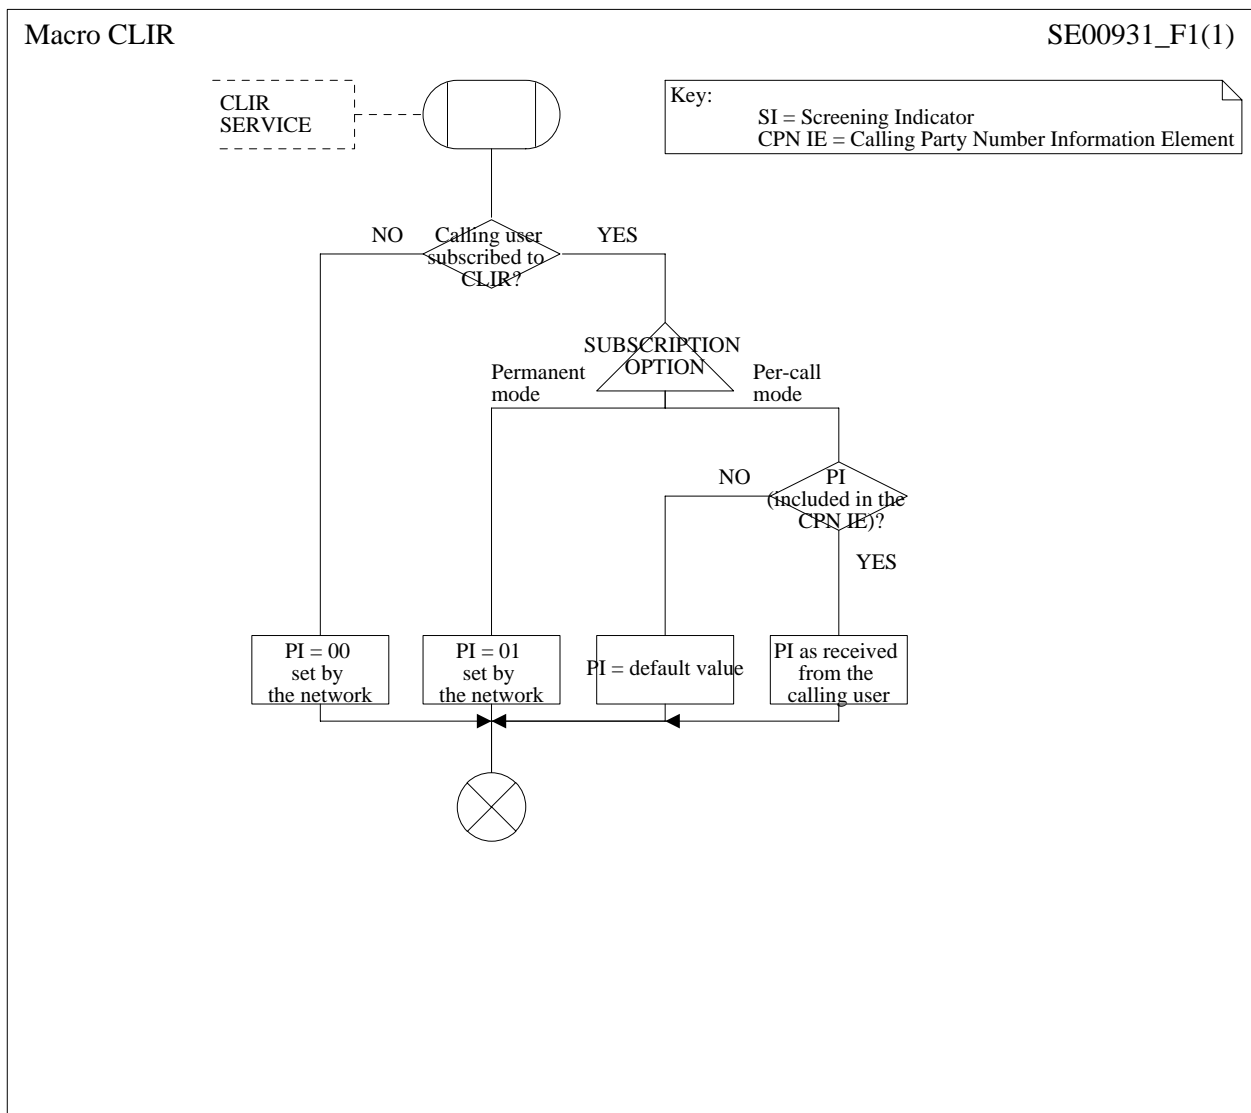 Macro CLIR
SE00931_F1(1)
CLIR
SERVICE
Key:
SI = Screening Indicator
CPN IE = Calling Party Number Information Element
NO
Calling user
subscribed to
CLIR?
YES
SUBSCRIPTION
OPTION
Permanent
mode
Per-call
mode
NO
PI
(included in the
CPN IE)?
YES
PI = 00
set by
the network
PI = 01
set by
the network
PI = default value
PI as received
from the
calling user